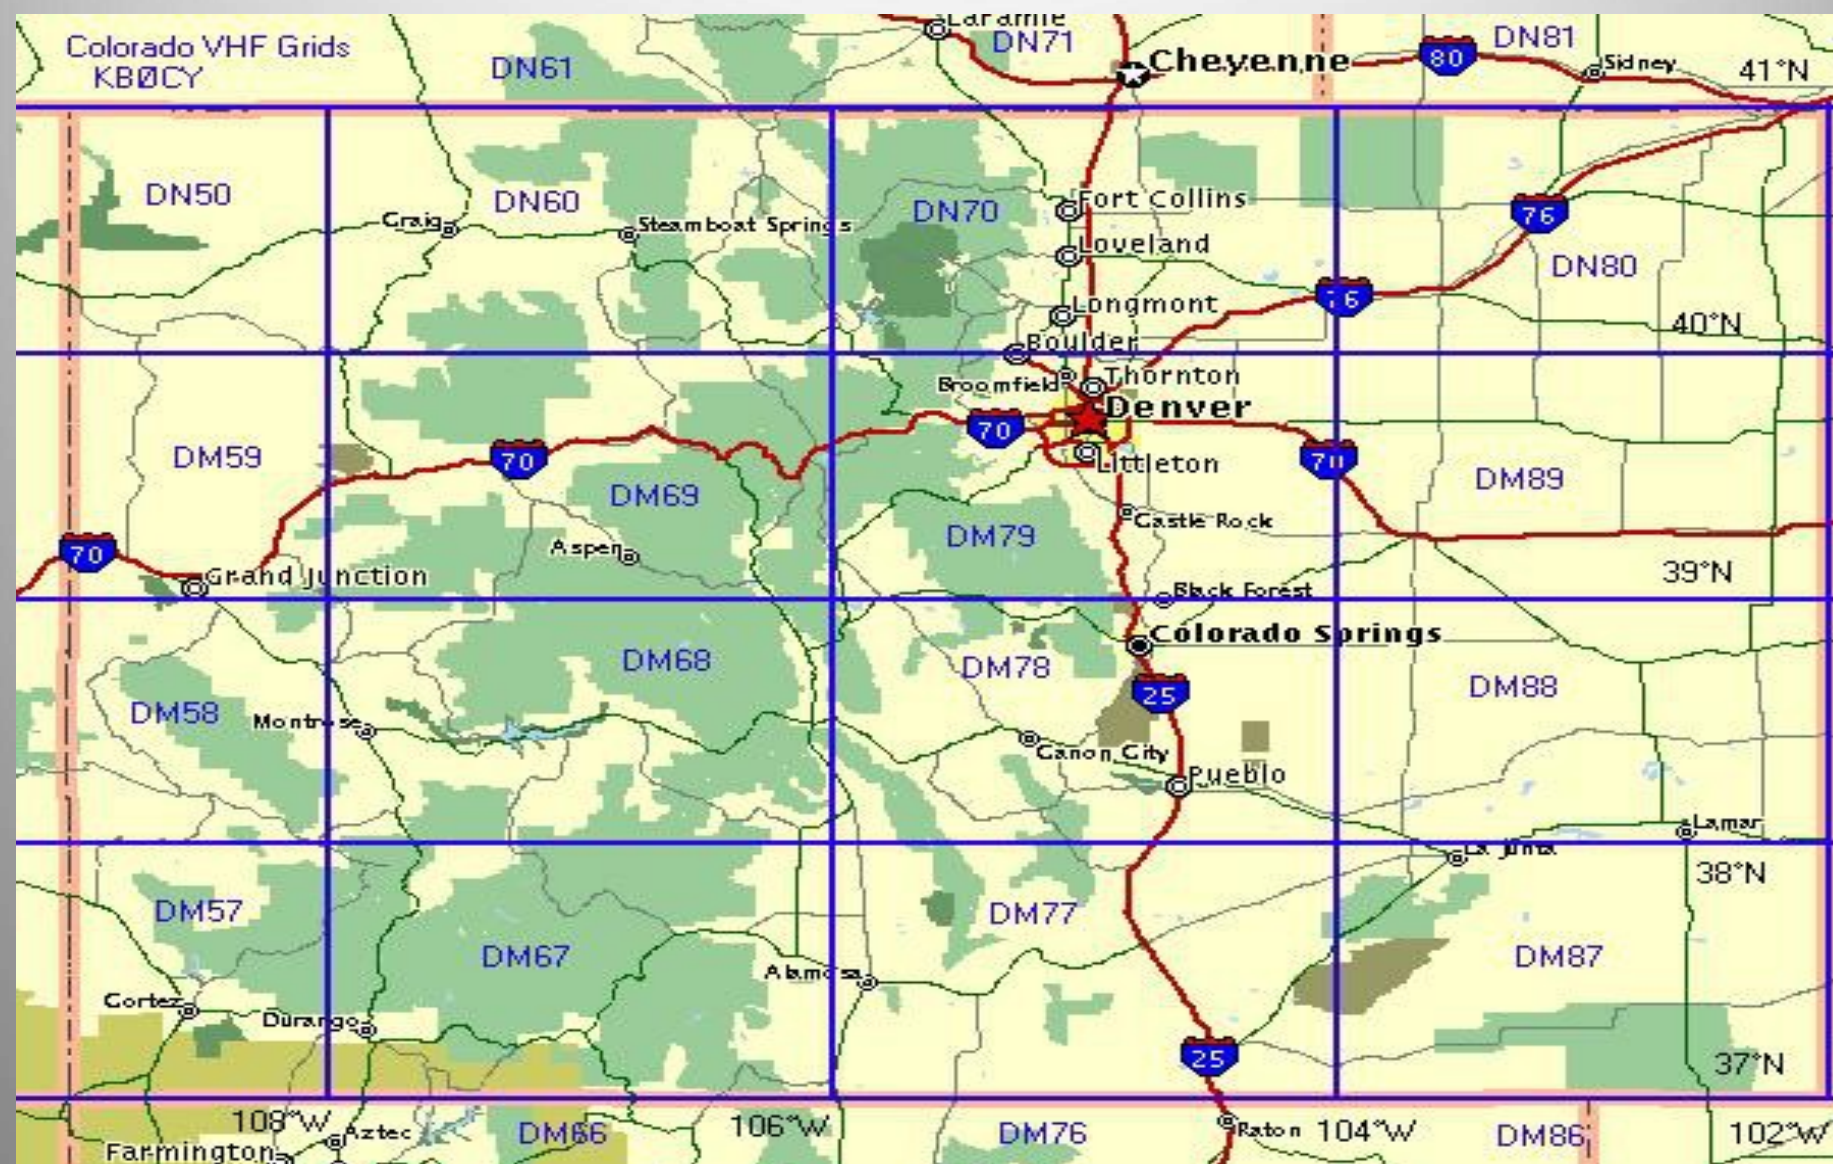 Laramie
Colorado VHF Grids
KBØCY
DN61
DN71
DN81
80
Cheyenne
Sidney
41°N
DN50
DN60
DN70
Craig
Steamboat Springs
Fort Collins
76
Loveland
DN80
Longmont
76
40°N
Boulder
Broomfield
Thornton
Denver
70
DM59
70
70
Littleton
DM89
DM69
Castle Rock
DM79
70
Aspen
Grand Junction
39°N
Black Forest
Colorado Springs
DM68
DM78
25
DM88
DM58
Montrose
Canon City
Pueblo
Lamar
La Junta
38°N
DM57
DM77
DM67
DM87
Alamosa
Cortez
Durango
25
37°N
108°W
106°W
104°W
102°W
Aztec
DM66
DM76
Raton
DM86
Farmington